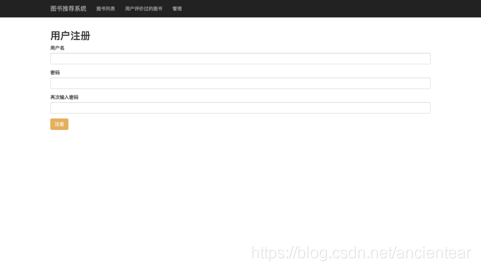 图书推荐系统 图书列表 用户评价过的图书 管理
用户注册
用户名
密码
再次输入密码
注册
https://blog.csdn.net/ancientear